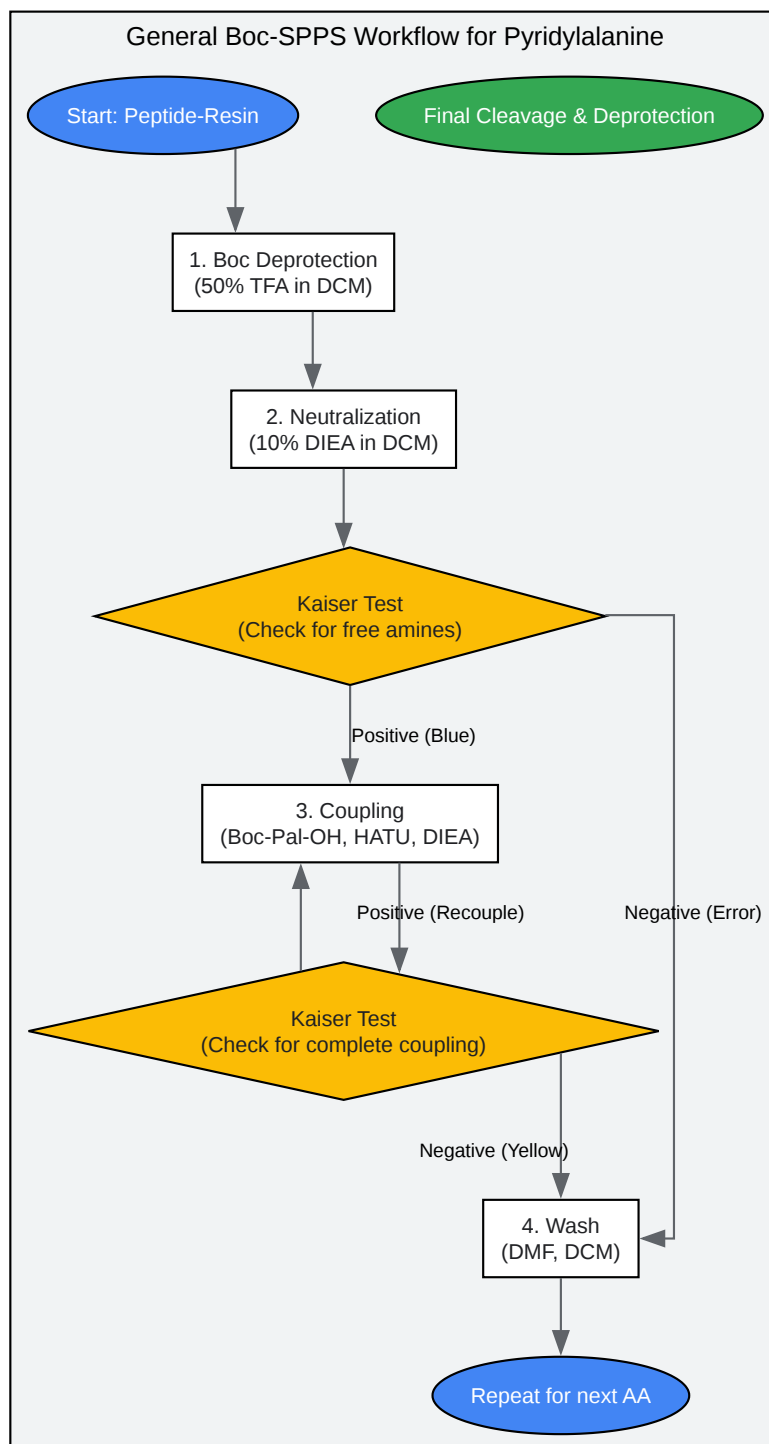 General Boc-SPPS Workflow for Pyridylalanine
Start: Peptide-Resin
Final Cleavage & Deprotection
1. Boc Deprotection
(50% TFA in DCM)
2. Neutralization
(10% DIEA in DCM)
Kaiser Test
(Check for free amines)
Positive (Blue)
3. Coupling
(Boc-Pal-OH, HATU, DIEA)
Positive (Recouple)
Negative (Error)
Kaiser Test
(Check for complete coupling)
Negative (Yellow)
4. Wash
(DMF, DCM)
Repeat for next AA